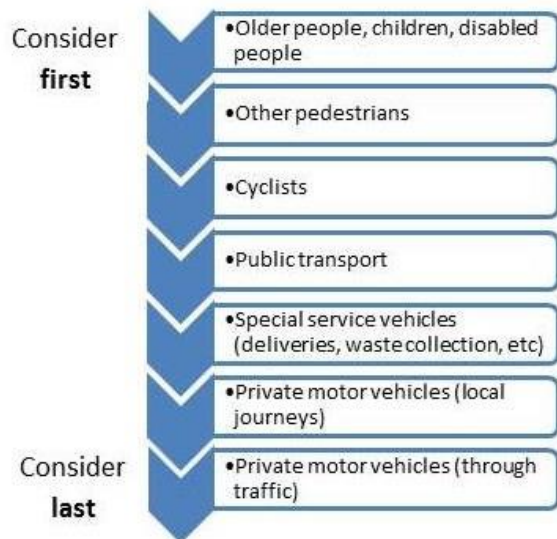 Consider
first
•Older people, children, disabled
people
•Other pedestrians
•Cyclists
•Public transport
•Special service vehicles
(deliveries, waste collection, etc)
•Private motor vehicles (local
journeys)
Consider
last
•Private motor vehicles (through
traffic)